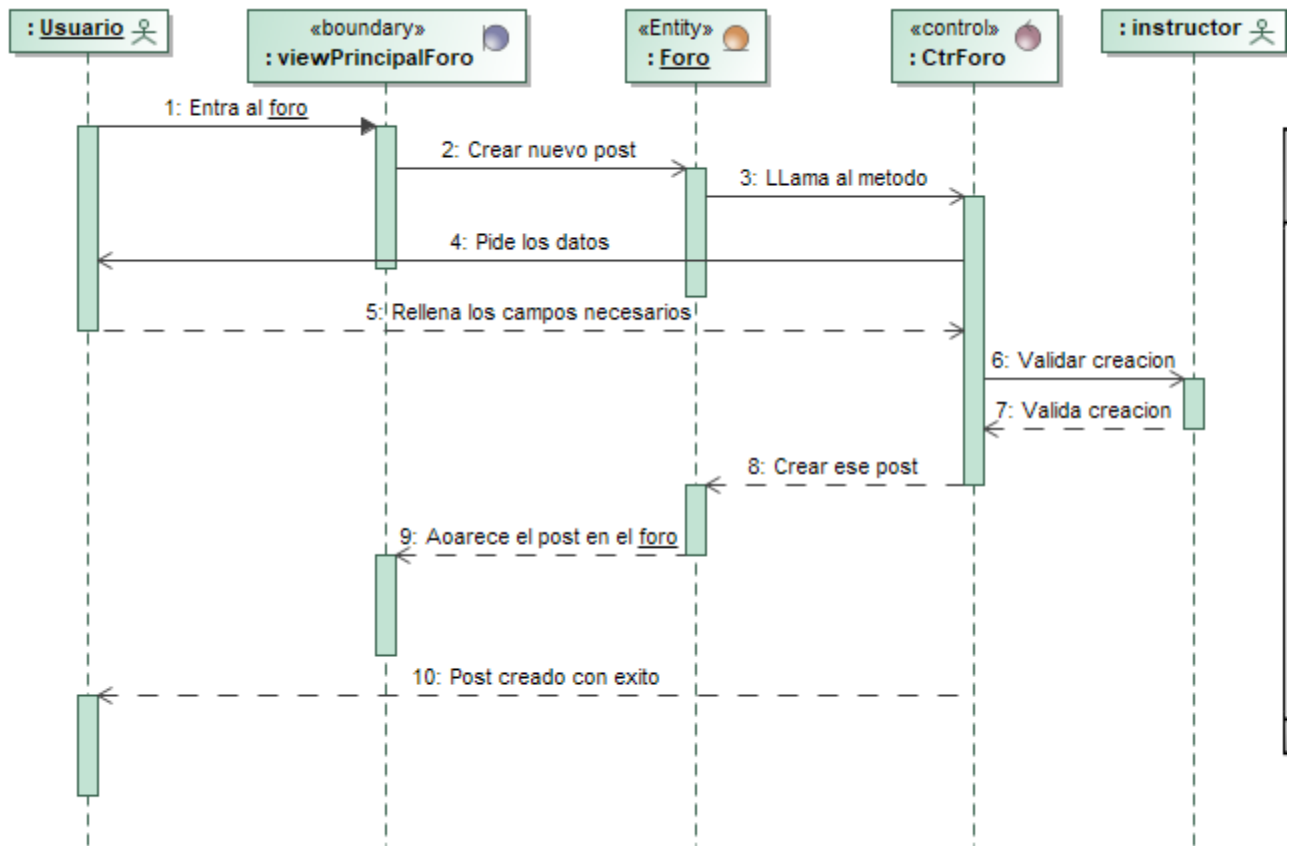 : Usuario
«boundary»
: viewPrincipalForo
«Entity»
: Foro
«control»
: CtrForo
: instructor
1: Entra al foro
2: Crear nuevo post
3: LLama al metodo
4: Pide los datos
5: Rellena los campos necesarios
6: Validar creacion
7: Valida creacion
8: Crear ese post
9: Aoarece el post en el foro
10: Post creado con exito